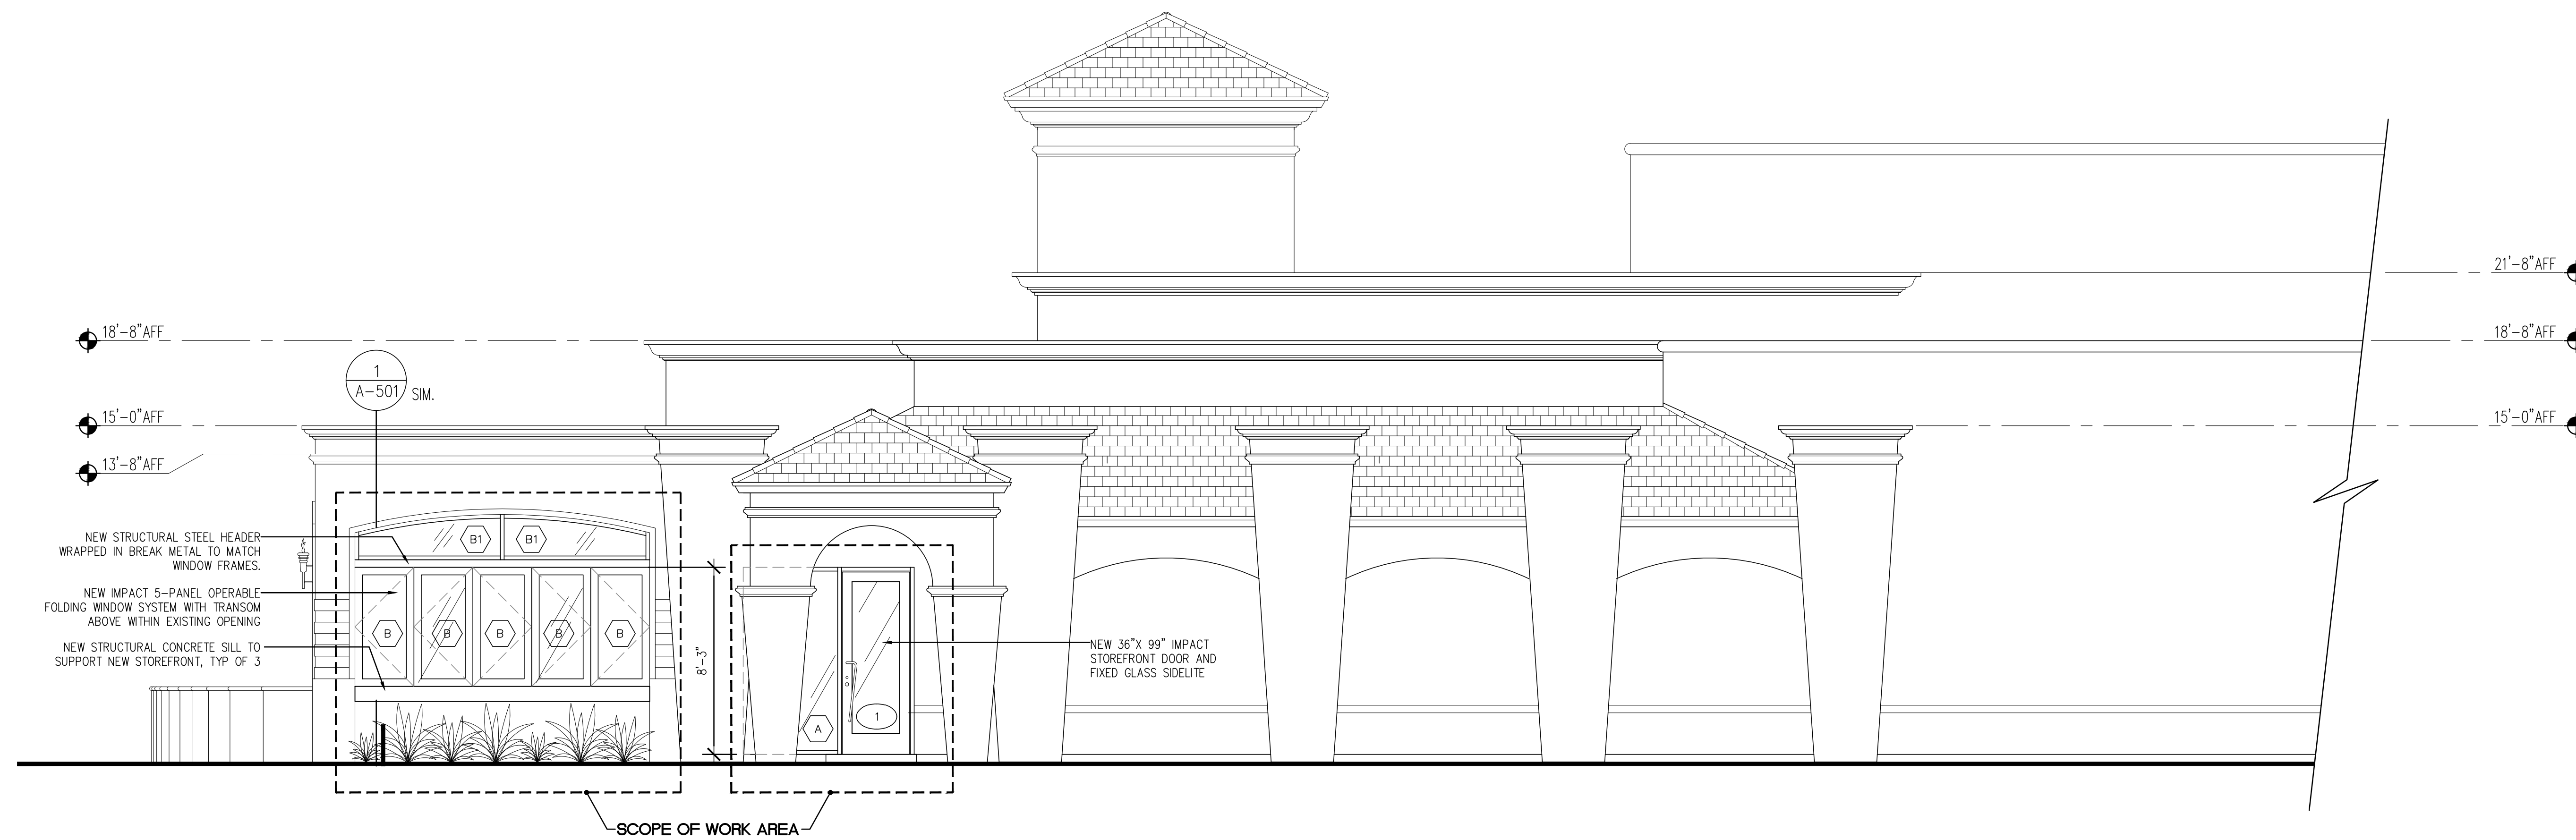 21'-8"AFF
18'-8"AFF
18'-8"AFF
1
A-501
SIM.
15'-0"AFF
15'-0"AFF
13'-8"AFF
NEW STRUCTURAL STEEL HEADER
WRAPPED IN BREAK METAL TO MATCH
WINDOW FRAMES.
B1
B1
NEW IMPACT 5-PANEL OPERABLE
FOLDING WINDOW SYSTEM WITH TRANSOM
ABOVE WITHIN EXISTING OPENING
B
B
B
B
B
NEW STRUCTURAL CONCRETE SILL TO
SUPPORT NEW STOREFRONT, TYP OF 3
8'-3"
NEW 36"X 99" IMPACT
STOREFRONT DOOR AND
FIXED GLASS SIDELITE
A
1
SCOPE OF WORK AREA